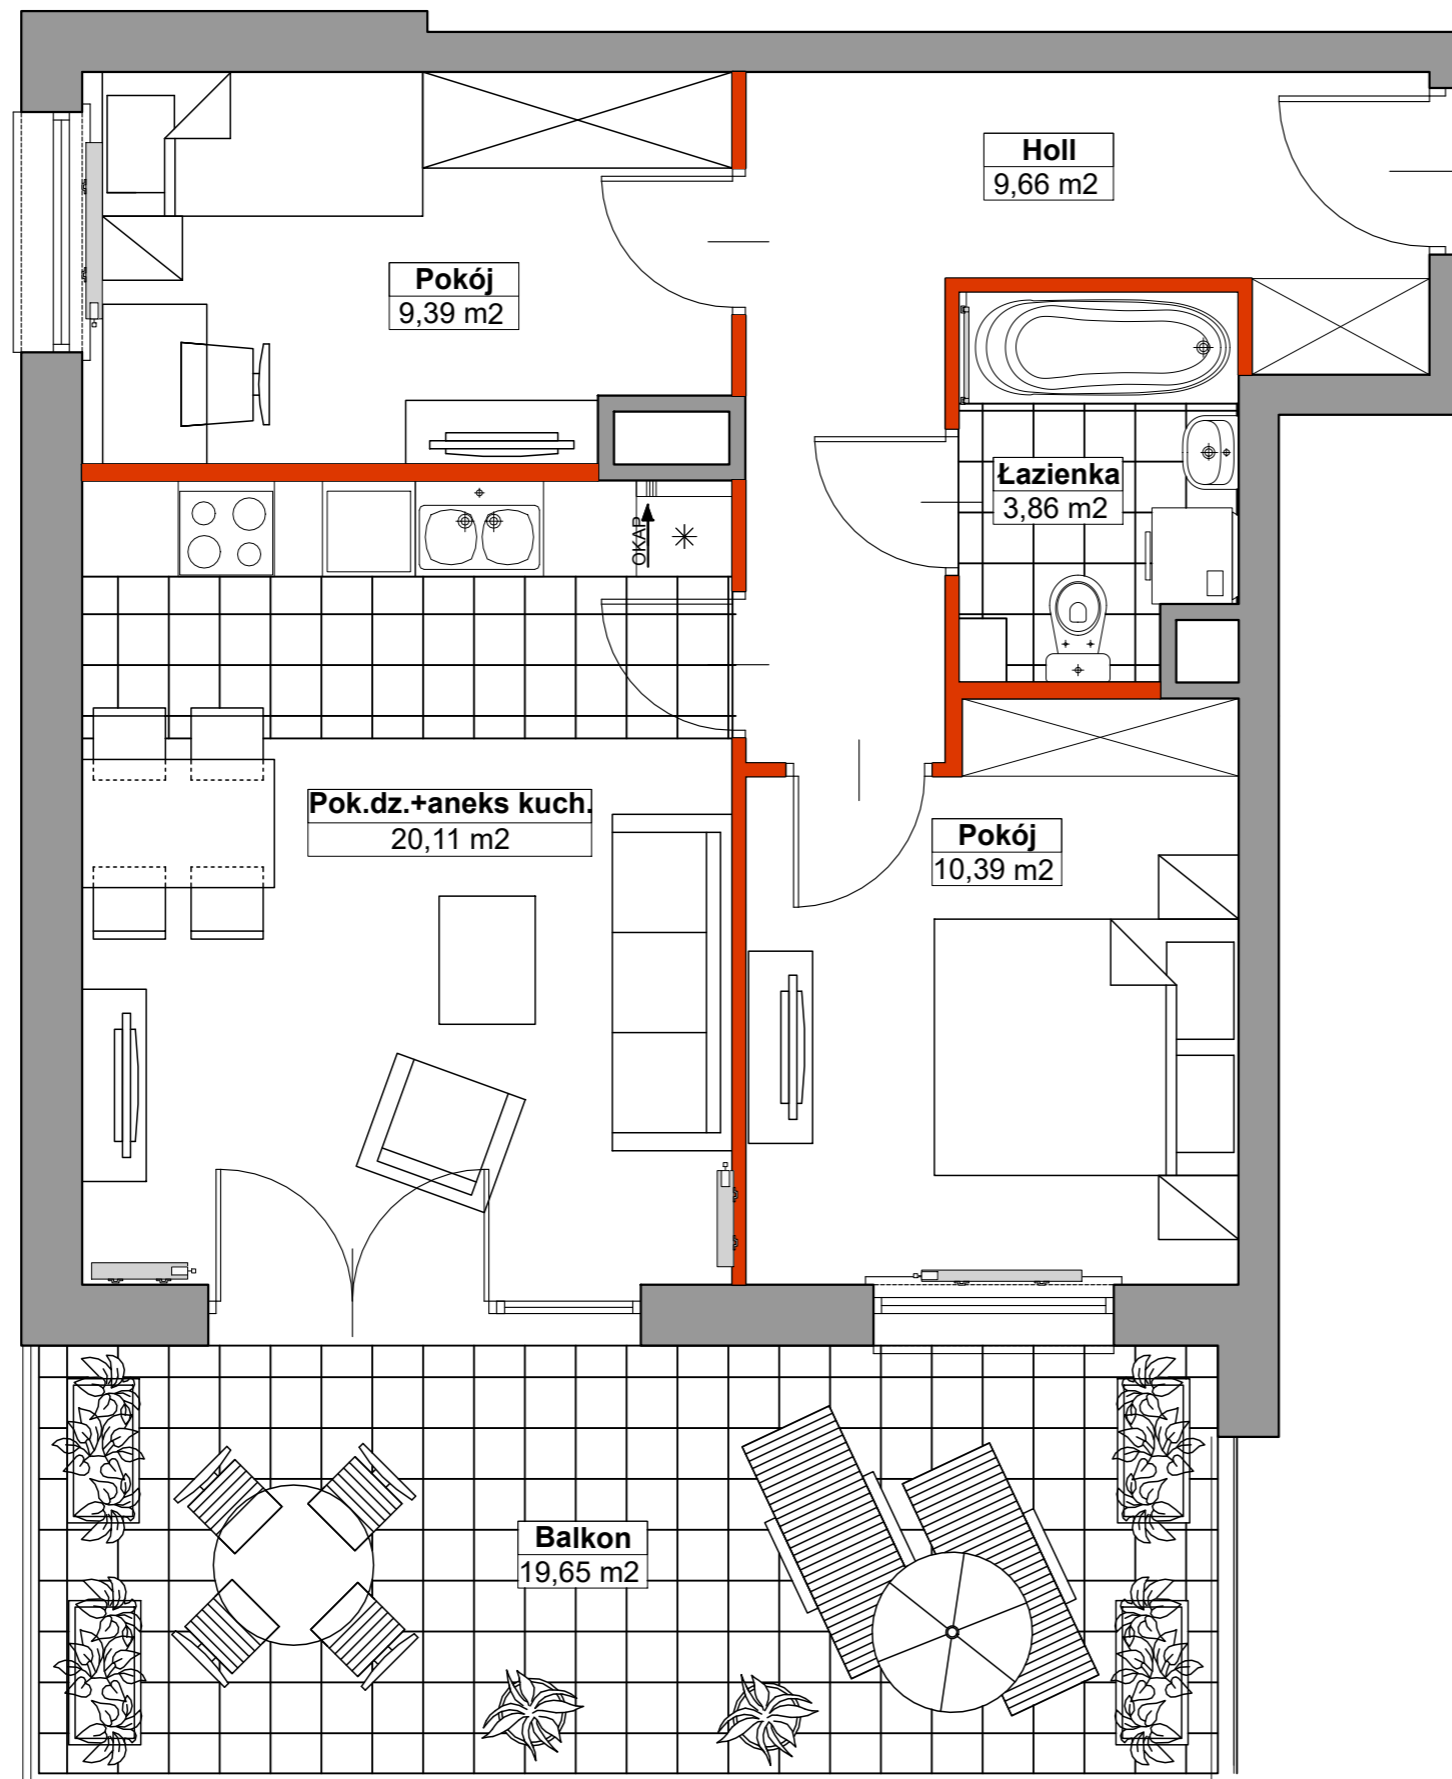 Holl
9,66 m2
Pokój
9,39 m2
Łazienka
3,86 m2
OKAP
Pok.dz.+aneks kuch.
20,11 m2
Pokój
10,39 m2
Balkon
19,65 m2